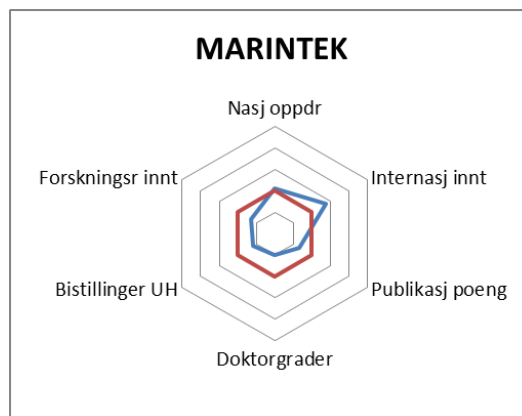 MARINTEK
Nasj oppdr
Forskningsr innt
Internasj innt
Bistillinger UH
Publikasj poeng
Doktorgrader